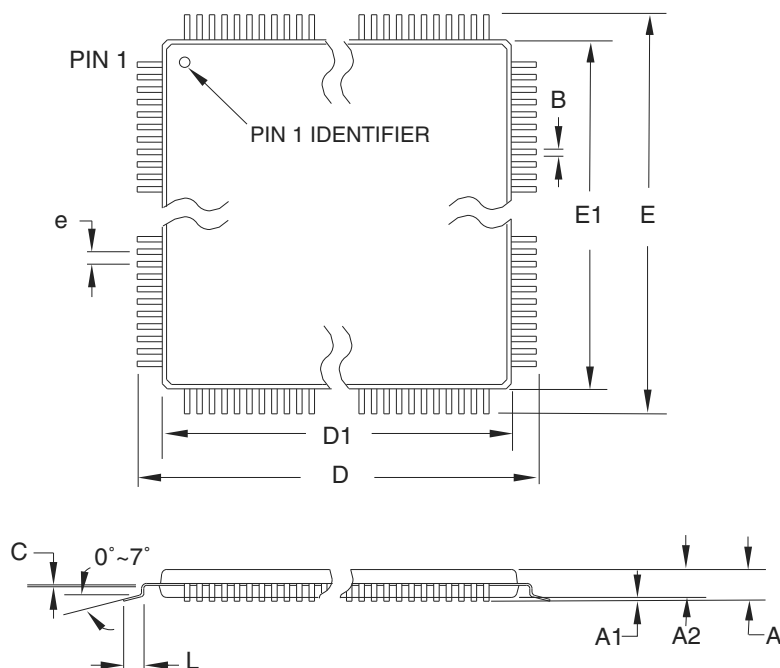 PIN 1
PIN 1 IDENTIFIER
B
e
E1
E
D1
D
C
0°~7°
A1
A2
A
L